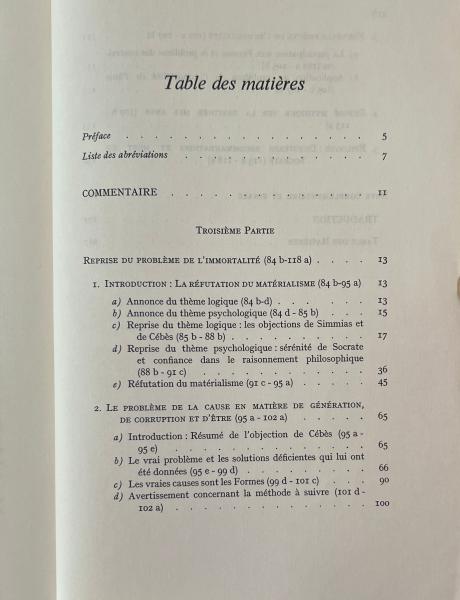 Table des matières
Préface . . . . . . . . . . . . . . 5
Liste des abréviations . . . . . . . . . . . 7
COMMENTAIRE . . . . . . . . . . . . 11
TROISIÈME PARTIE
REPRISE DU PROBLÈME DE L'IMMORTALITÉ (84 b-118 a) . . . . 13
1. INTRODUCTION : LA RÉFUTATION DU MATÉRIALISME (84 b-95 a) 13
a) Annonce du thème logique (84 b-d) . . . . . . . 13
b) Annonce du thème psychologique (84 d - 85 b) . . . . 15
c) Reprise du thème logique : les objections de Simmias et
de Cébès (85 b - 88 b) . . . . . . . . . . 17
d) Reprise du thème psychologique : sérénité de Socrate
et confiance dans le raisonnement philosophique
(88 b - 91 c) . . . . . . . . . . . . 36
e) Réfutation du matérialisme (91 c - 95 a) . . . . . 45
2. LE PROBLÈME DE LA CAUSE EN MATIÈRE DE GÉNÉRATION,
DE CORRUPTION ET D'ÊTRE (95 a - 102 a) . . . . . 65
a) Introduction : Résumé de l'objection de Cébès (95 a -
95 e) . . . . . . . . . . . . . 65
b) Le vrai problème et les solutions déficientes qui lui ont
été données (95 e - 99 d) . . . . . . . . . 66
c) Les vraies causes sont les Formes (99 d - 101 c) . . . 90
d) Avertissement concernant la méthode à suivre (101 d -
102 a) . . . . . . . . . . . . . 100